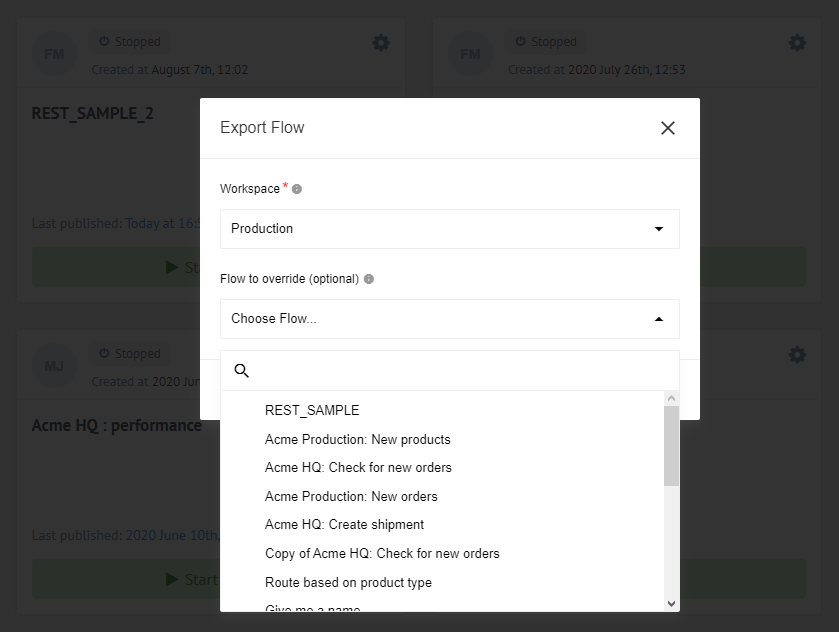 FM
Stopped
Created at August 7th, 12:02
REST_SAMPLE_2
Last published: Today at 16:5
FM
Stopped
Created at 2020 July 26th, 12:53
Export Flow
Workspace *
Production
Flow to override (optional)
Choose Flow...
REST_SAMPLE
Acme Production: New products
Acme HQ: Check for new orders
Acme Production: New orders
Acme HQ: Create shipment
Copy of Acme HQ: Check for new orders
Route based on product type
Give me a name
MJ
Stopped
Created at 2020 Jun
Acme HQ : performance
Last published: 2020 June 10th,
Start